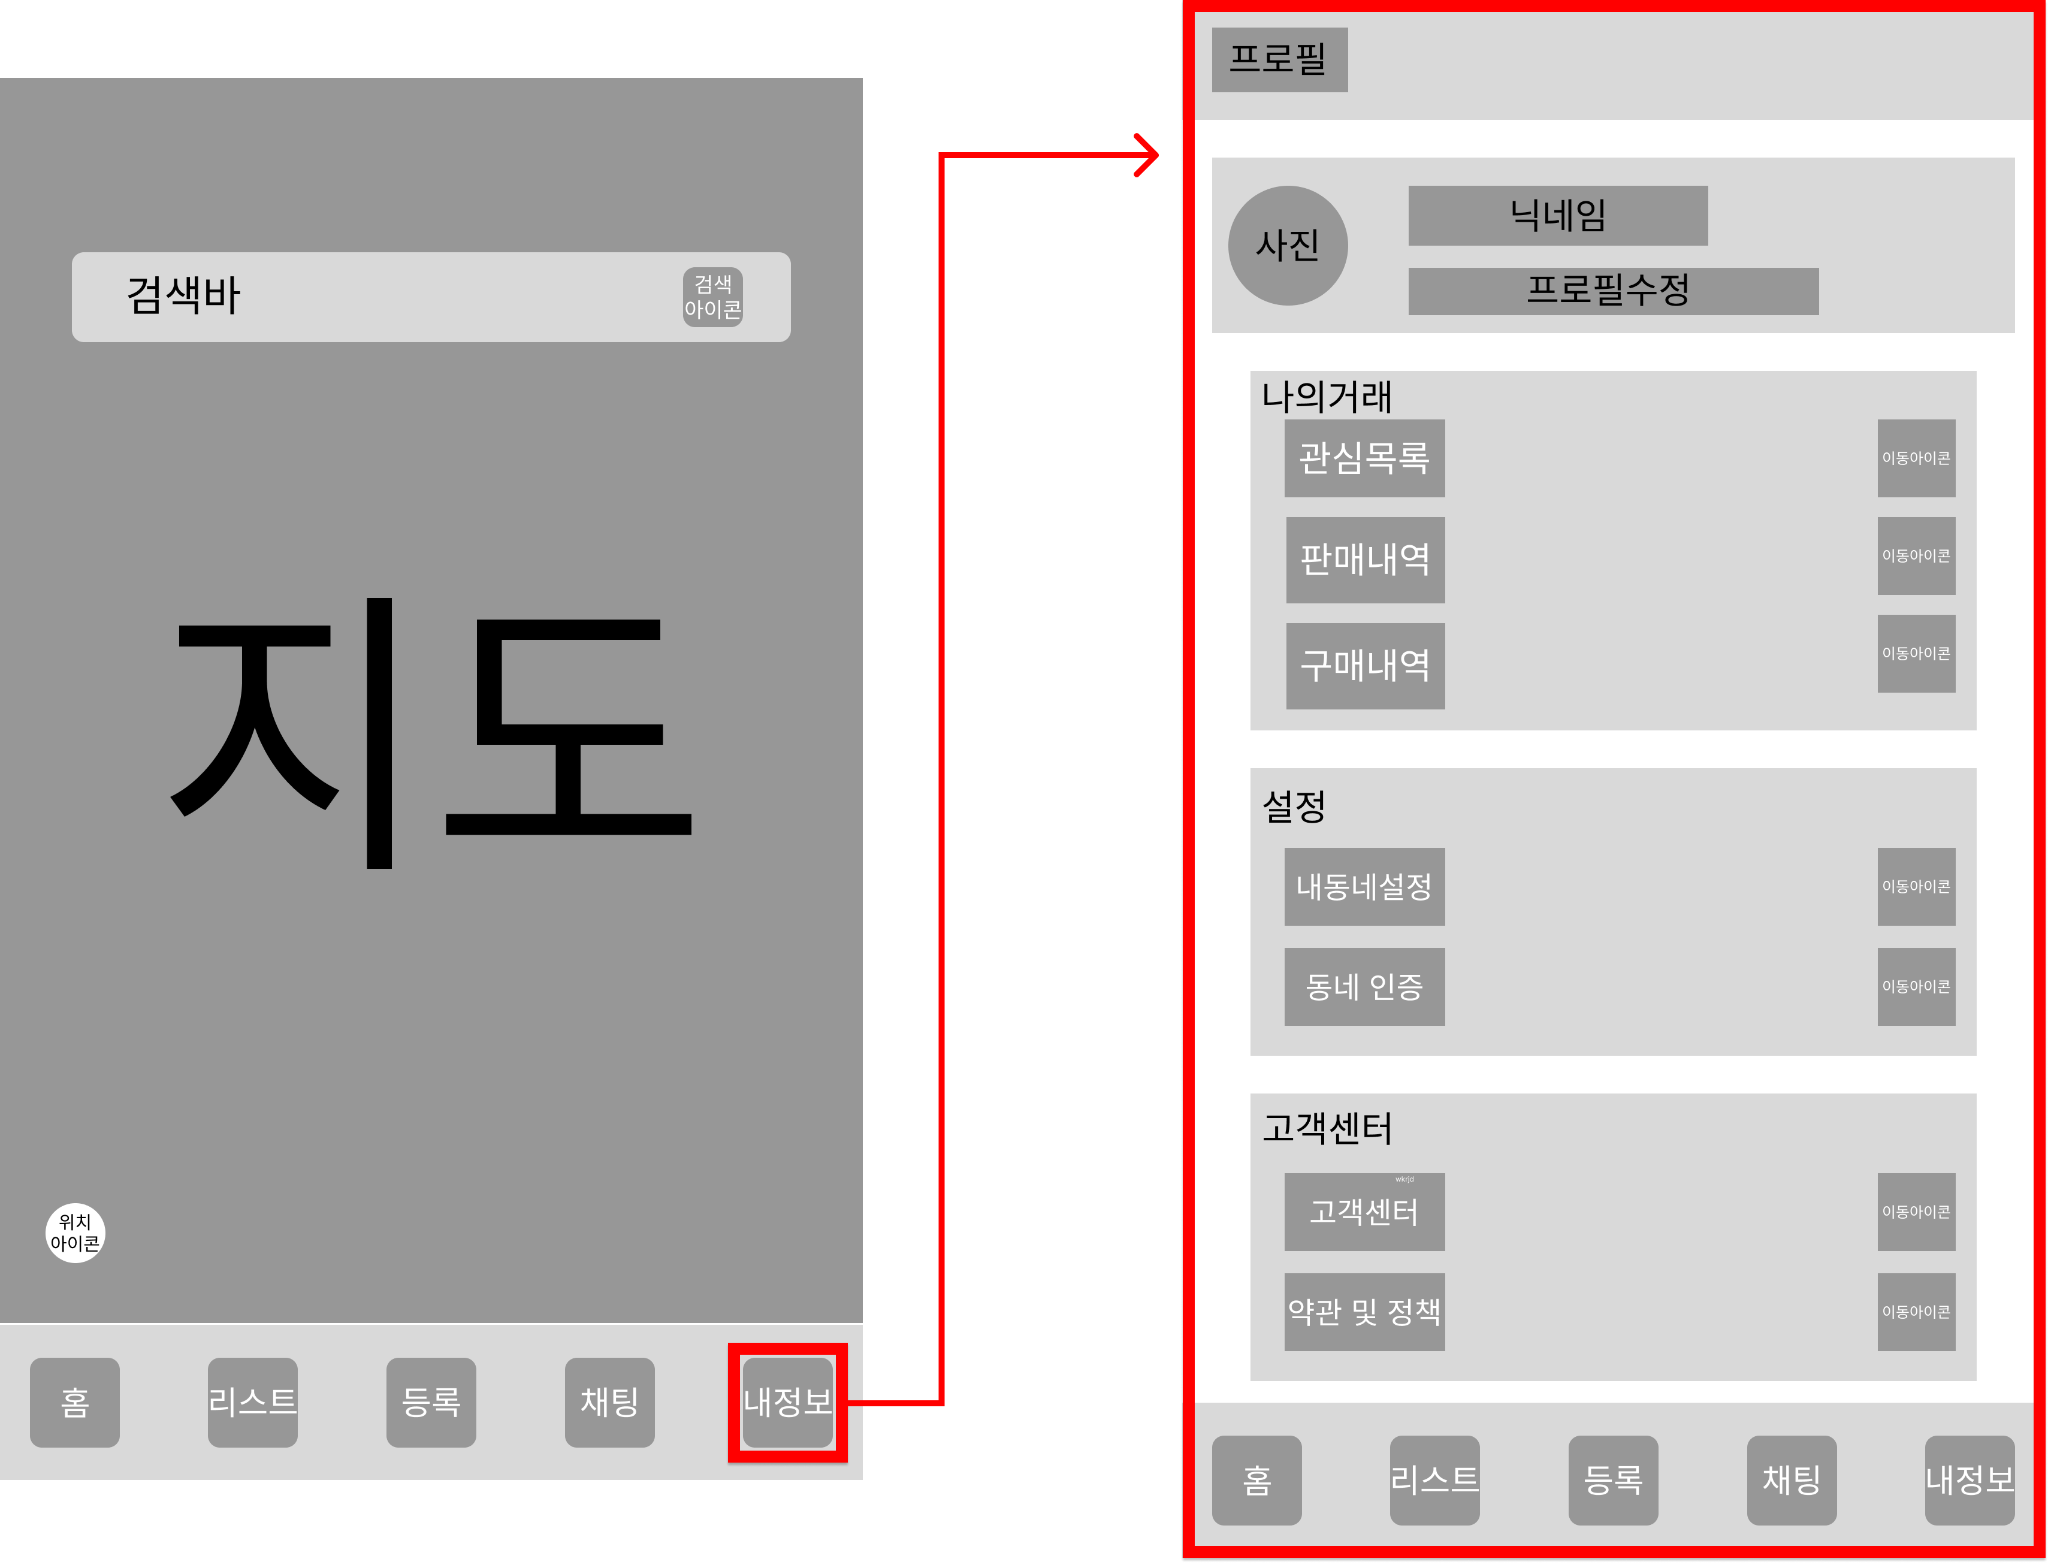 검색바
검색
아이콘
지도
위치
아이콘
홈
리스트
등록
채팅
내정보
프로필
사진
닉네임
프로필수정
나의거래
관심목록
이동아이콘
판매내역
이동아이콘
구매내역
이동아이콘
설정
내동네설정
이동아이콘
동네 인증
이동아이콘
고객센터
wkrjd
고객센터
이동아이콘
약관 및 정책
이동아이콘
홈
리스트
등록
채팅
내정보